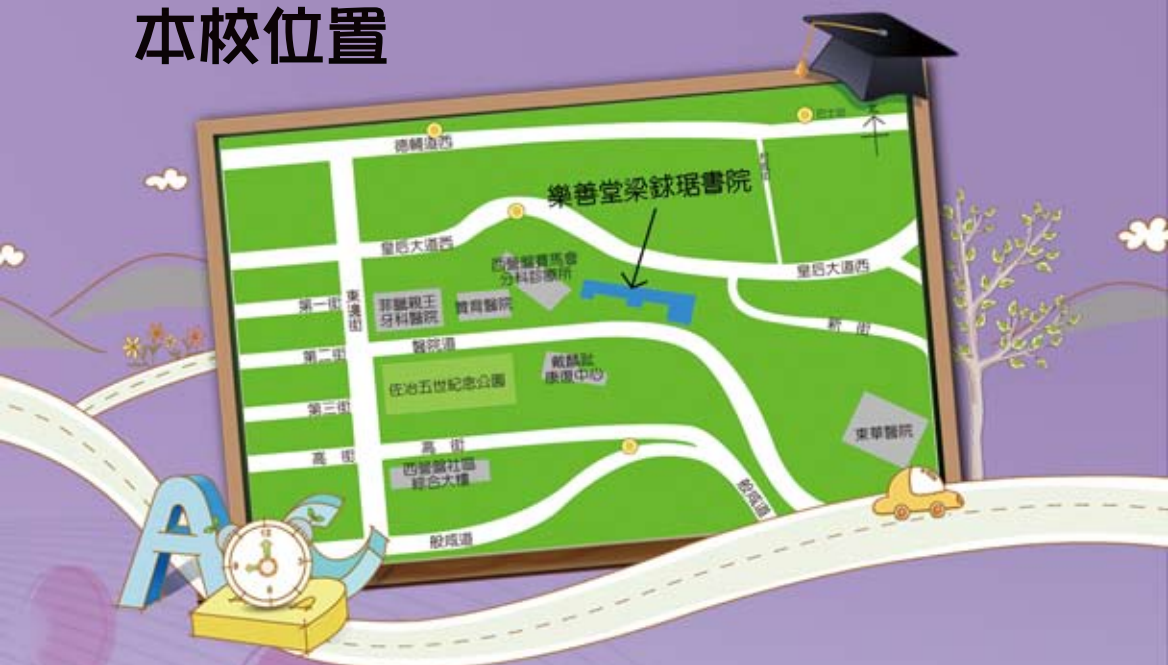 本校位置
德輔道西
樂善堂梁銶琚書院
皇后大道西
西營盤賽馬會
分科診療所
皇后大道西
第一街
東邊街
菲臘親王
牙科醫院
贊育醫院
新 街
第二街
醫院道
戴麟趾
康復中心
佐治五世紀念公園
第三街
東華醫院
高 街
高 街
西營盤社區
綜合大樓
般咸道
般咸道